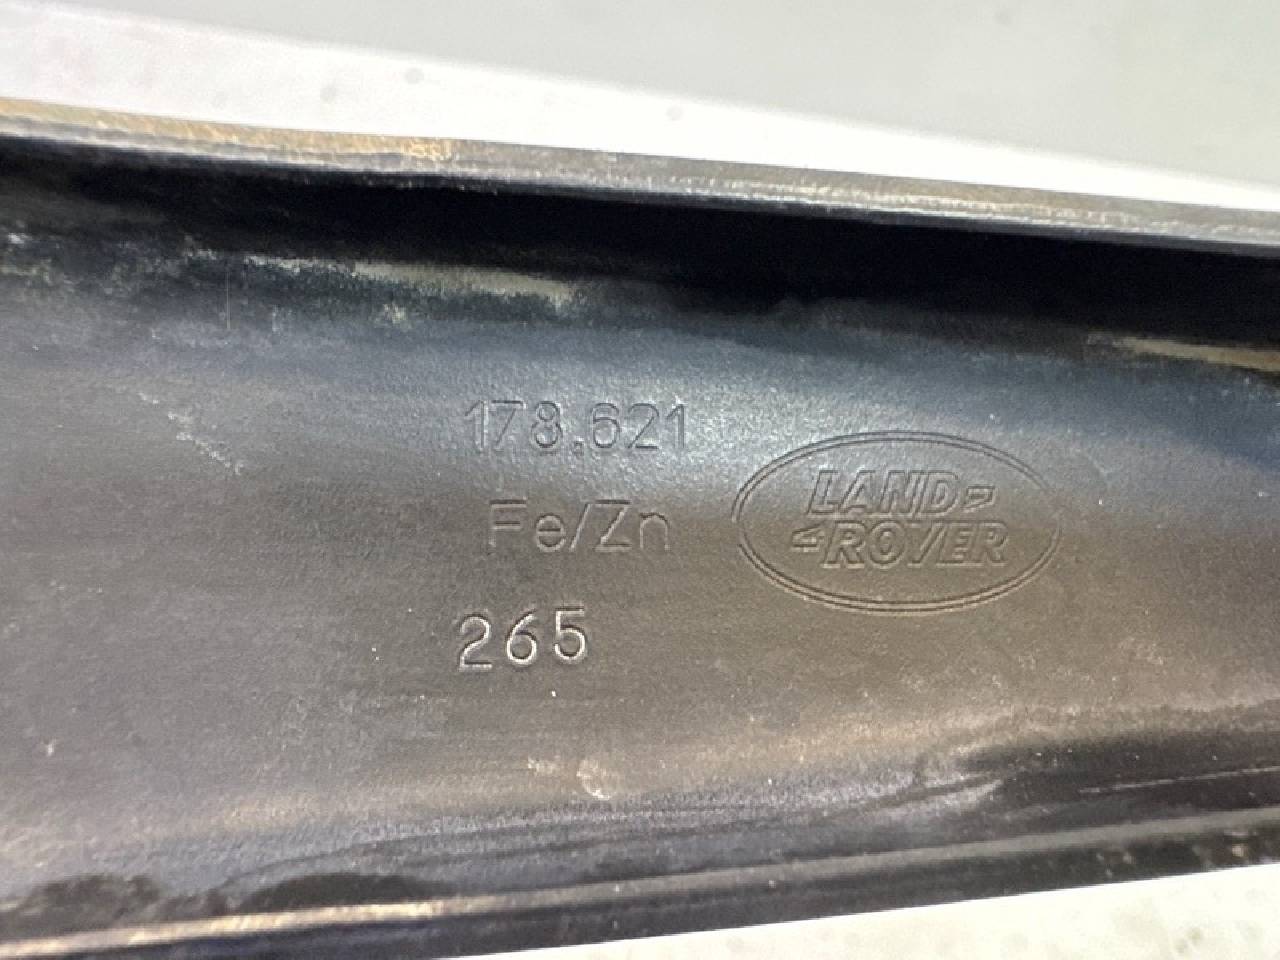 178.621
Fe/Zn
265
LAND
ROVER